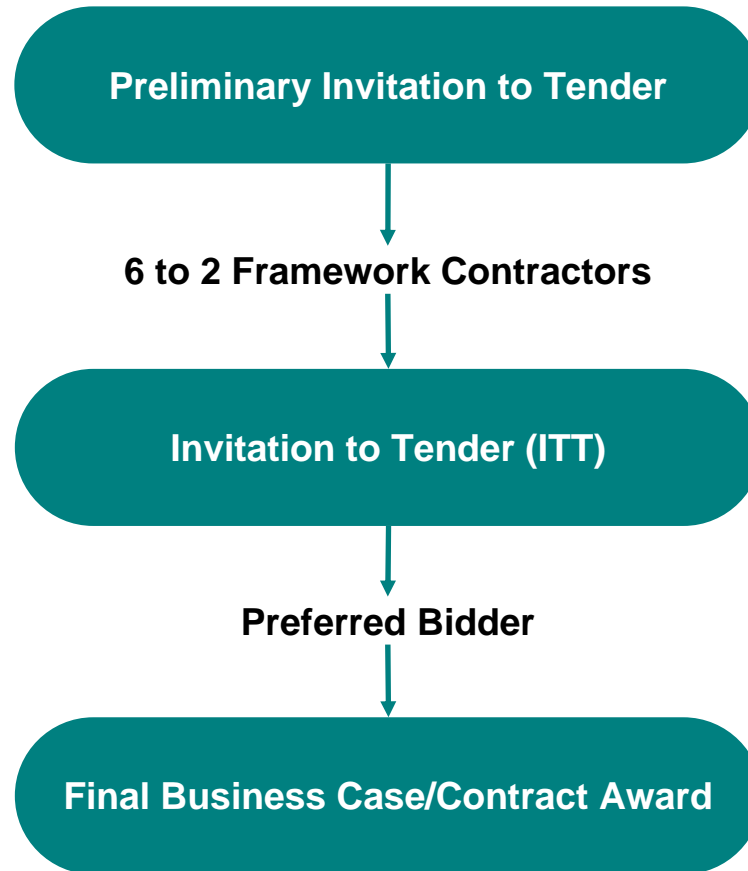 Preliminary Invitation to Tender
6 to 2 Framework Contractors
Invitation to Tender (ITT)
Preferred Bidder
Final Business Case/Contract Award